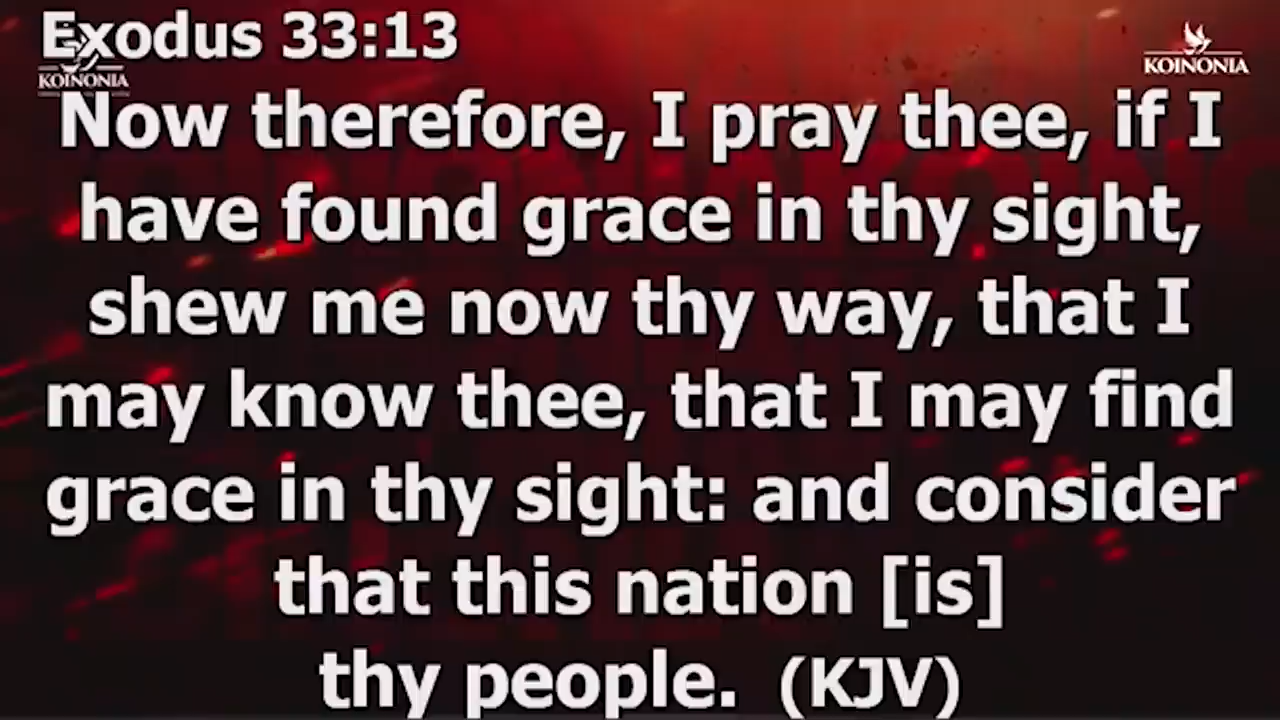 Exodus 33:13
KOINONIA
KOINONIA
Now therefore, I pray thee, if I
have found grace in thy sight,
shew me now thy way, that I
may know thee, that I may find
grace in thy sight: and consider
that this nation [is]
thy people. (KJV)